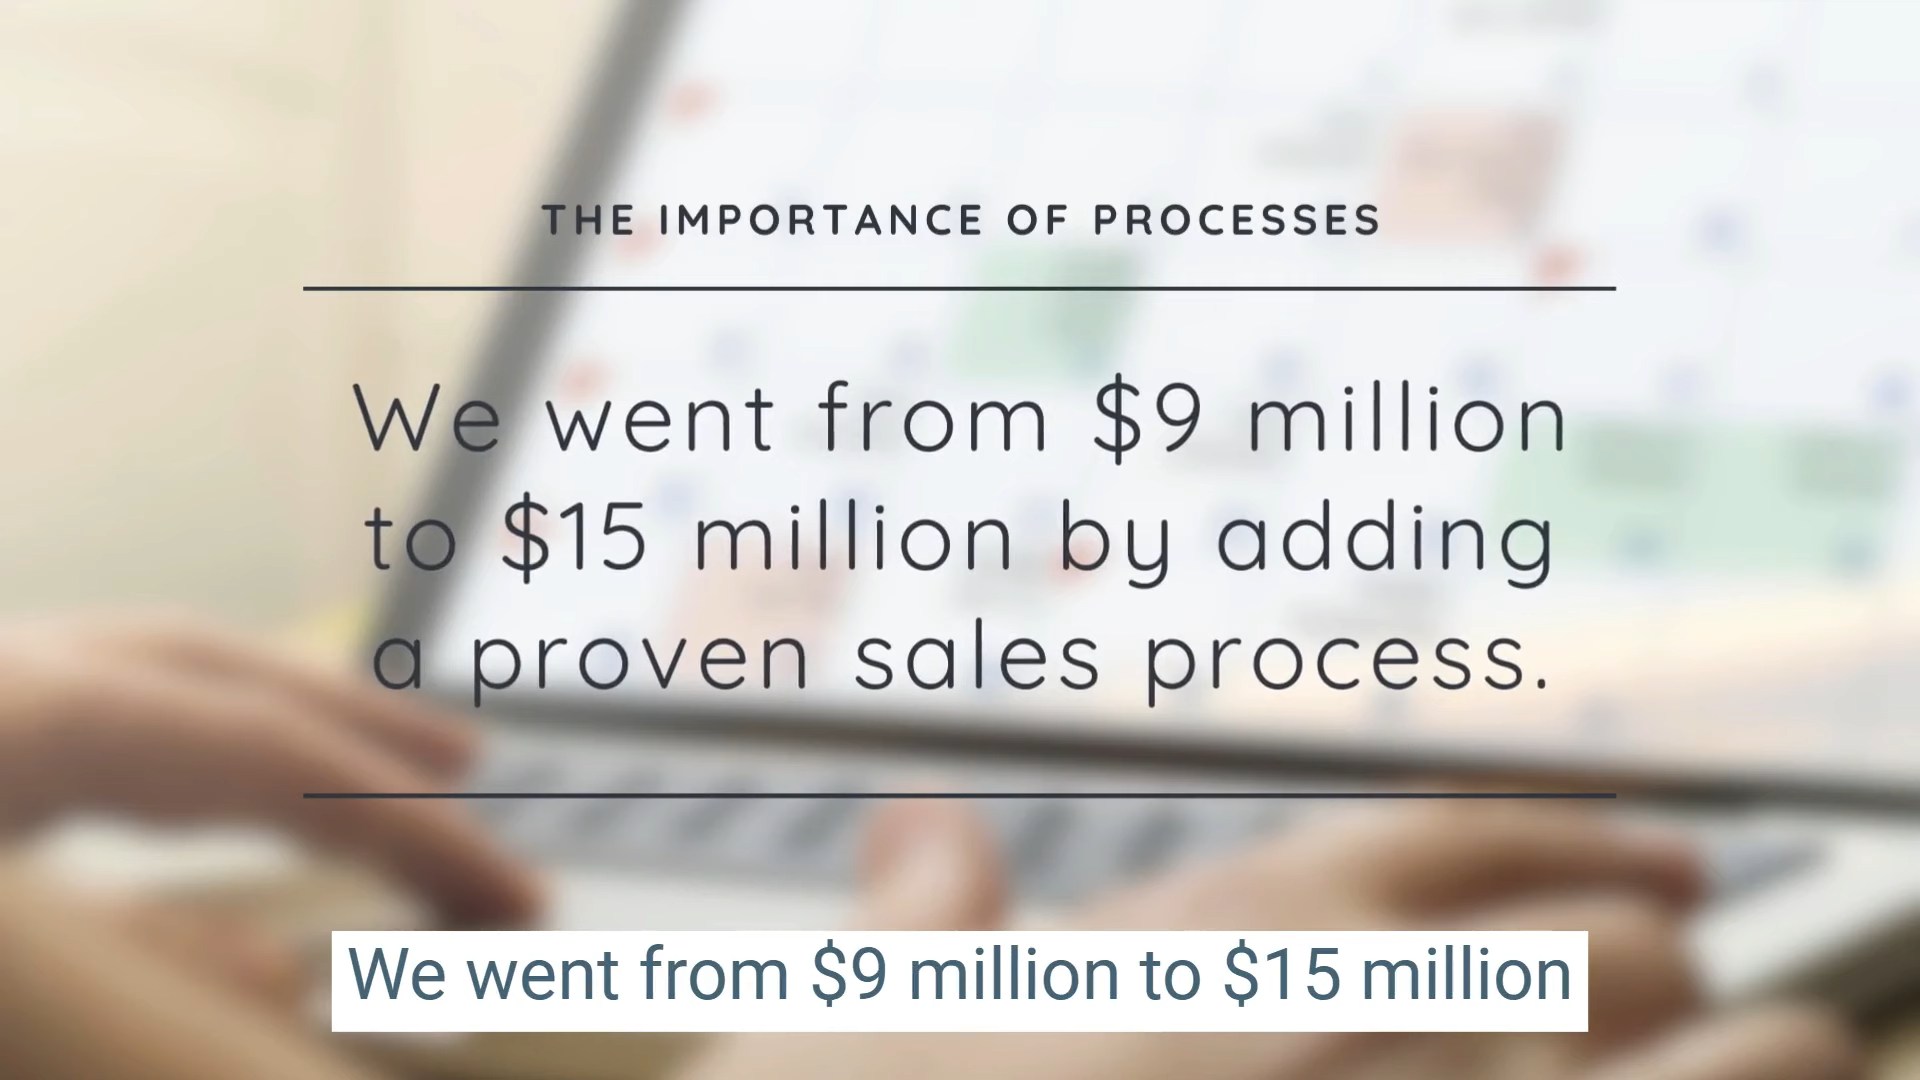 THE IMPORTANCE OF PROCESSES
We went from $9 million
to $15 million by adding
a proven sales process.
We went from $9 million to $15 million